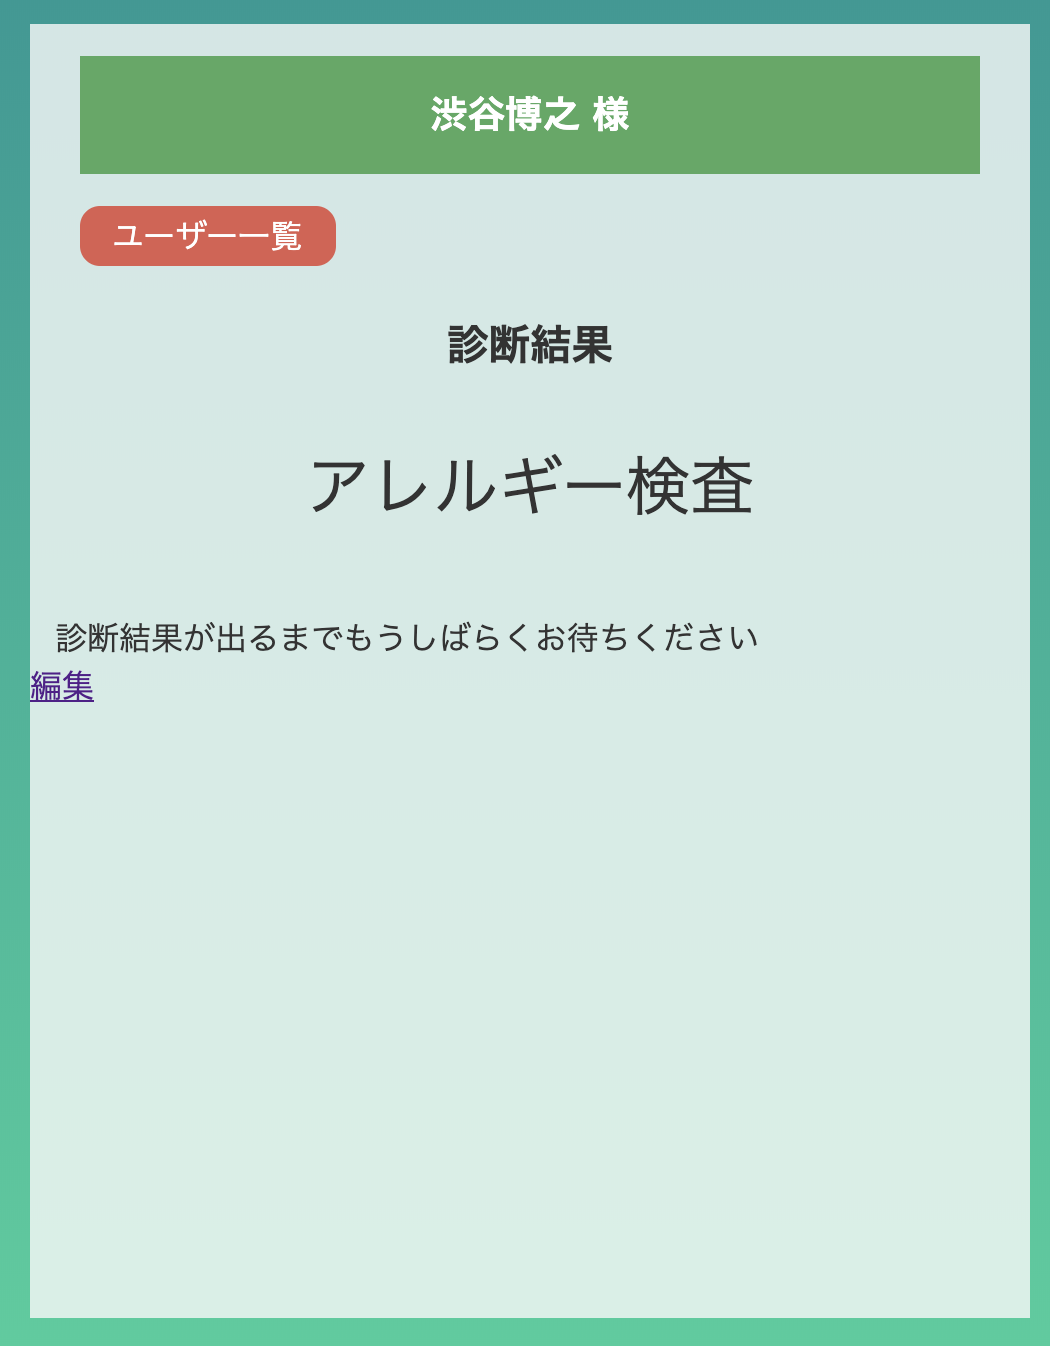 渋谷博之 様
ユーザー一覧
診断結果
アレルギー検査
診断結果が出るまでもうしばらくお待ちください
編集